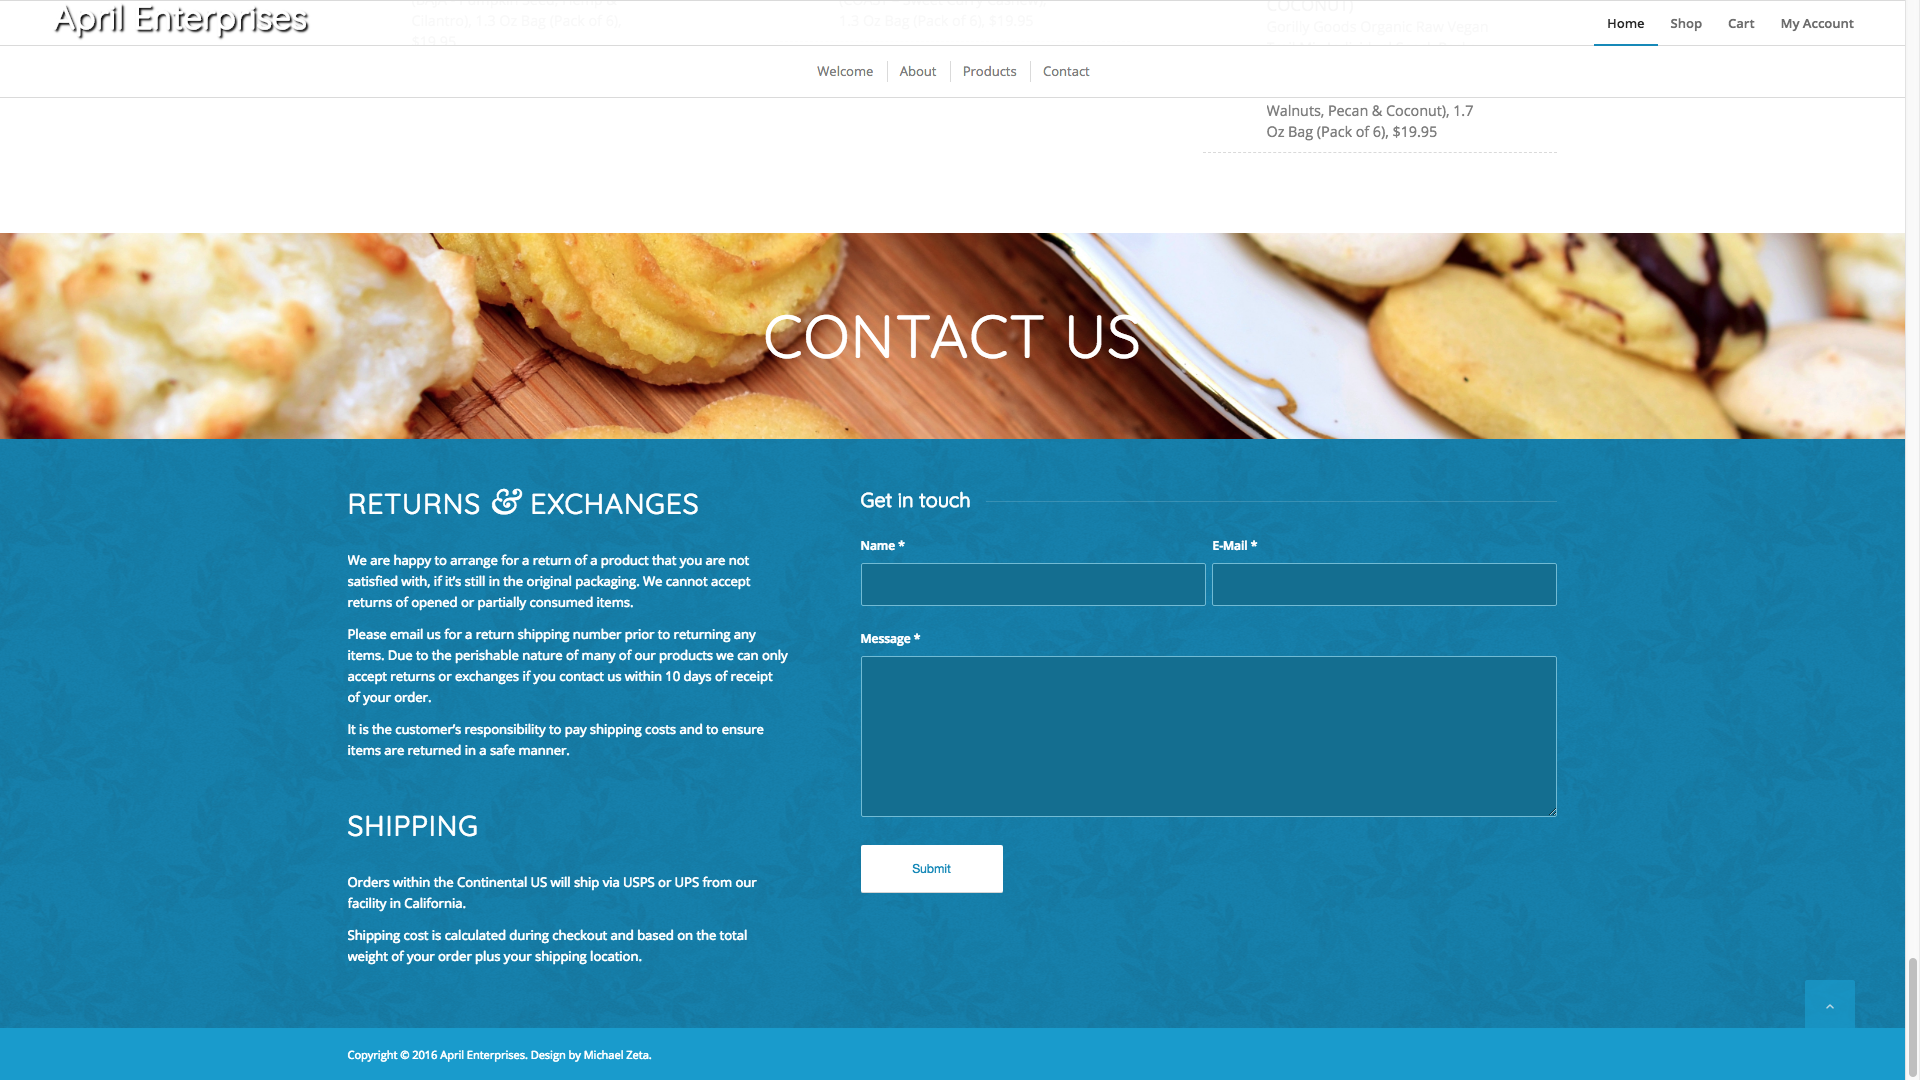 April Enterprises
Home
Shop
Cart
My Account
Cilantro), 1.3 Oz Bag (Pack of 6),
$19.95
1.3 Oz Bag (Pack of 6), $19.95
COCONUT)
Gonlly Goods Organic Raw Vegan
Welcome
About
Products
Contact
Walnuts, Pecan & Coconut), 1.7
Oz Bag (Pack of 6), $19.95
CONTACT US
RETURNS & EXCHANGES
We are happy to arrange for a return of a product that you are not
satisfied with, if it’s still in the original packaging. We cannot accept
returns of opened or partially consumed items.
Please email us for a return shipping number prior to returning any
items. Due to the perishable nature of many of our products we can only
accept returns or exchanges if you contact us within 10 days of receipt
of your order.
It is the customer’s responsibility to pay shipping costs and to ensure
items are returned in a safe manner.
SHIPPING
Orders within the Continental US will ship via USPS or UPS from our
facility in California.
Shipping cost is calculated during checkout and based on the total
weight of your order plus your shipping location.
Get in touch
Name *
E-Mail *
Message *
Submit
Copyright © 2016 April Enterprises. Design by Michael Zeta.